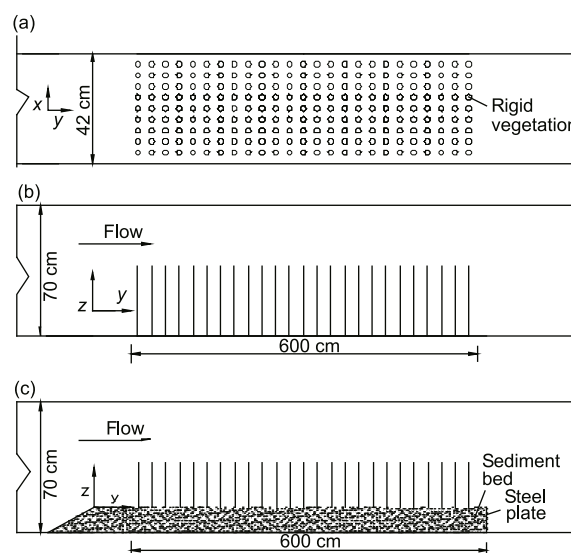 (a)
x
y
42 cm
Rigid
vegetation
(b)
Flow
70 cm
z
y
600 cm
(c)
Flow
70 cm
z
y
Sediment
bed
Steel
plate
600 cm